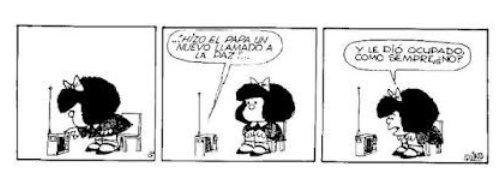 ..."HIZO EL PAPA UN
NUEVO LLAMADO A
LA PAZ"...
Y LE DIÓ OCUPADO,
COMO SIEMPRE, ¿NO?